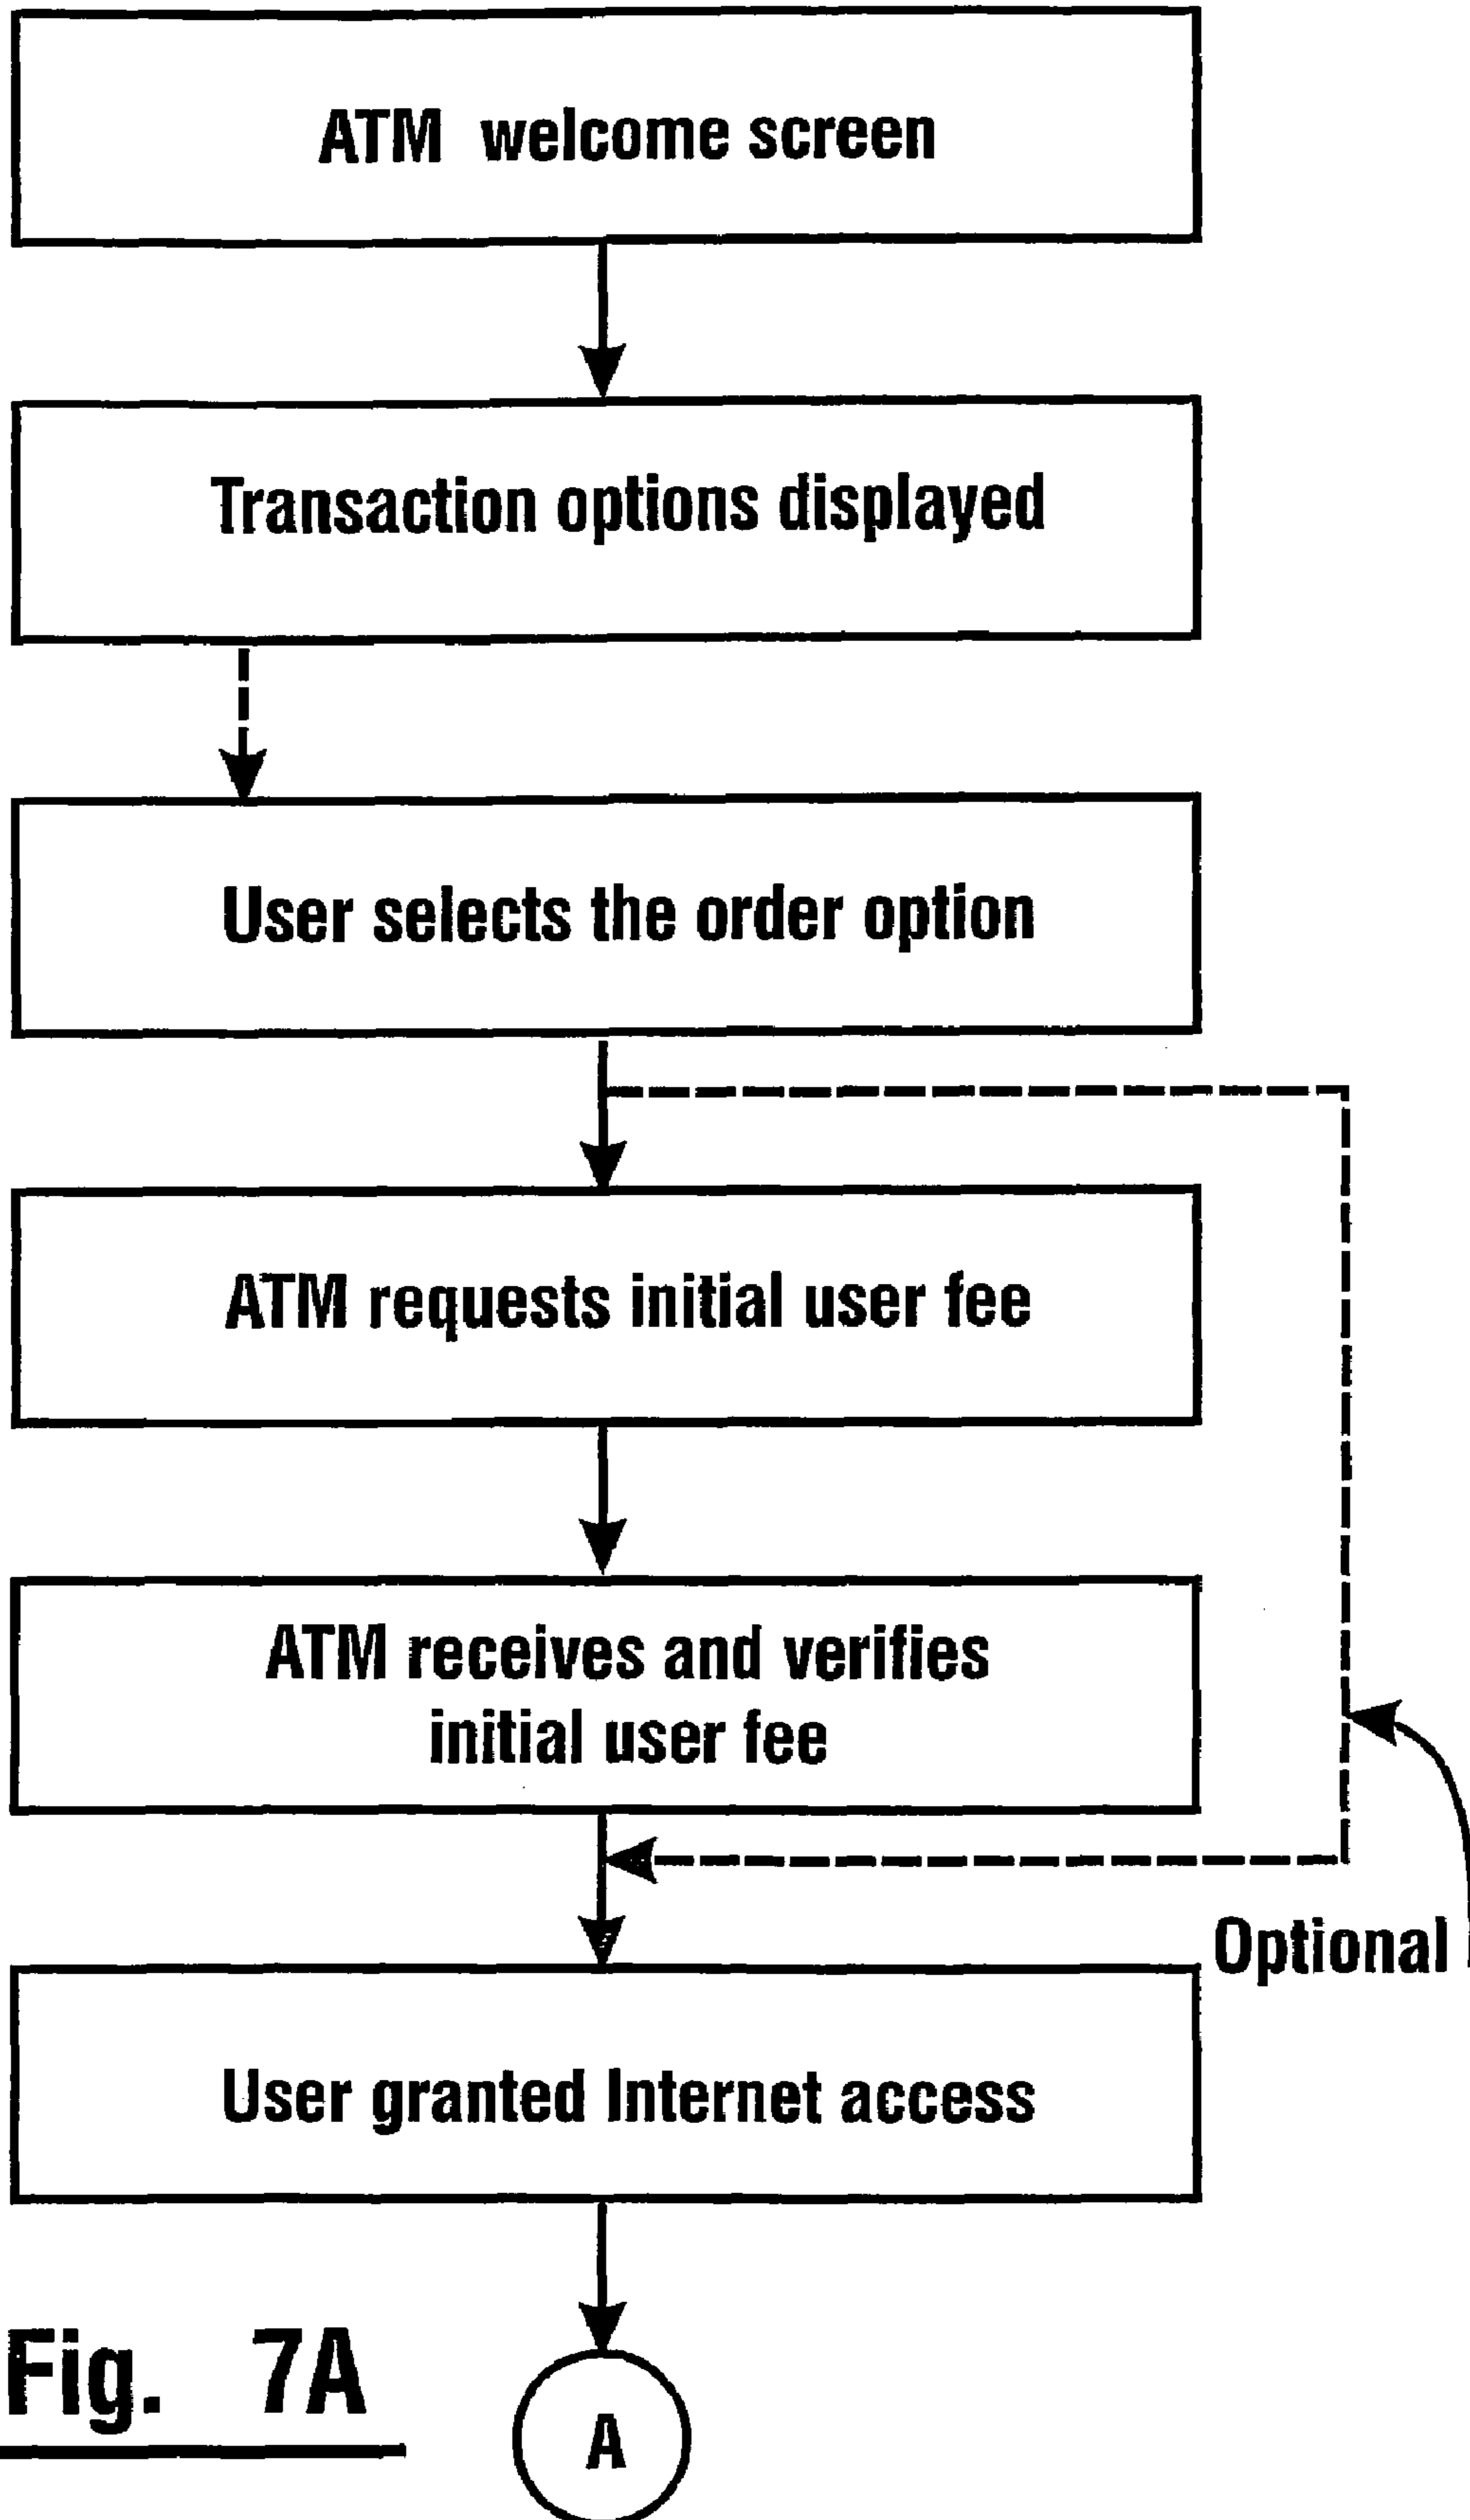 ATM welcome screen
Transaction options displayed
User selects the order option
ATM requests initial user fee
ATM receives and verifies
initial user fee
Optional
User granted Internet access
Fig. 7A
A